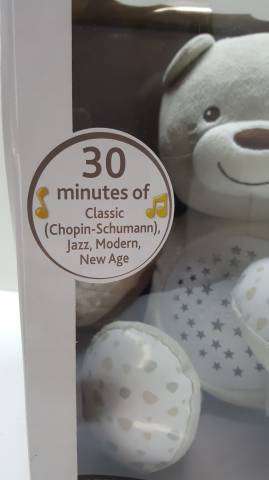 30
minutes of
Classic
(Chopin-Schumann),
Jazz, Modern,
New Age